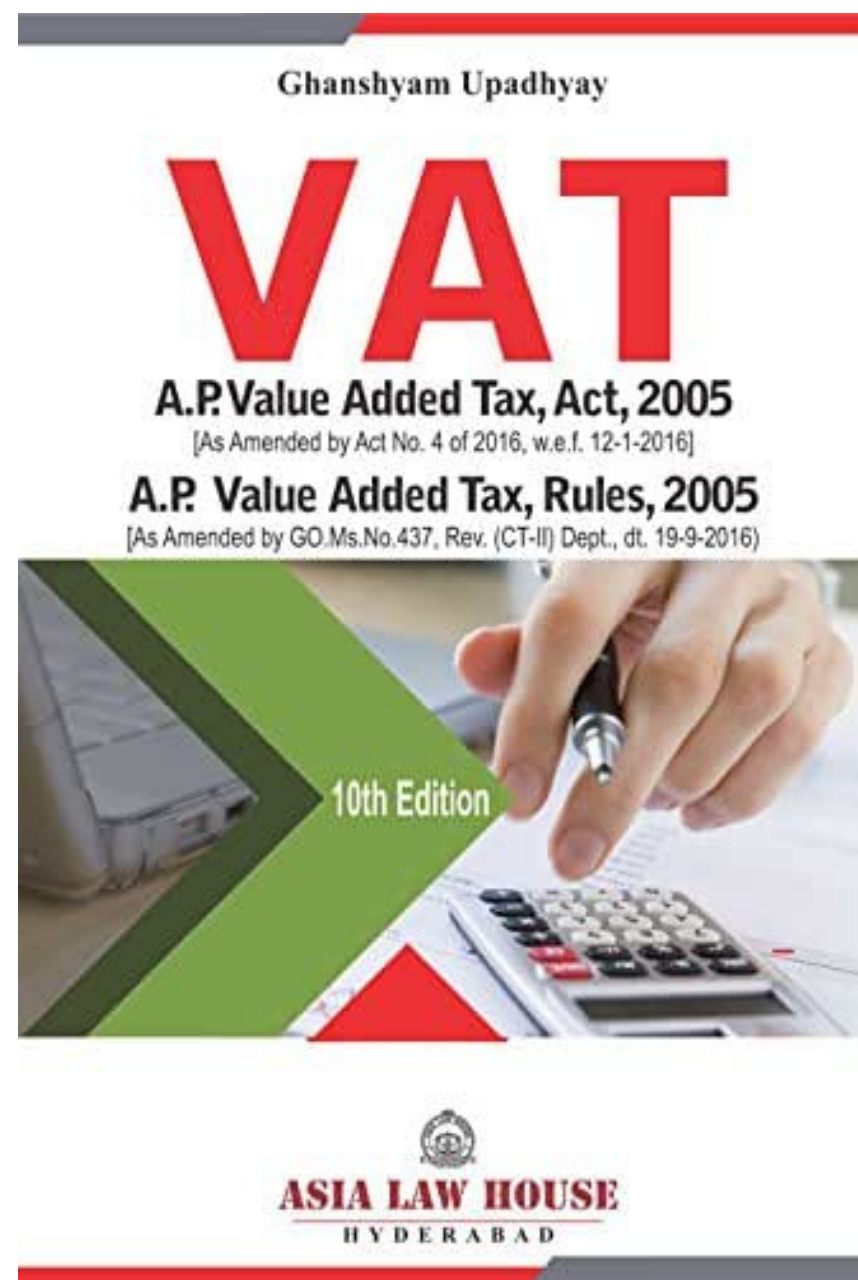 Ghanshyam Upadhyay
VAT
A.P. Value Added Tax, Act, 2005
[As Amended by Act No. 4 of 2016, w.e.f. 12-1-2016]
A.P. Value Added Tax, Rules, 2005
[As Amended by GO.Ms.No.437, Rev. (CT-II) Dept., dt. 19-9-2016)
10th Edition
ASIA LAW HOUSE
HYDERABAD